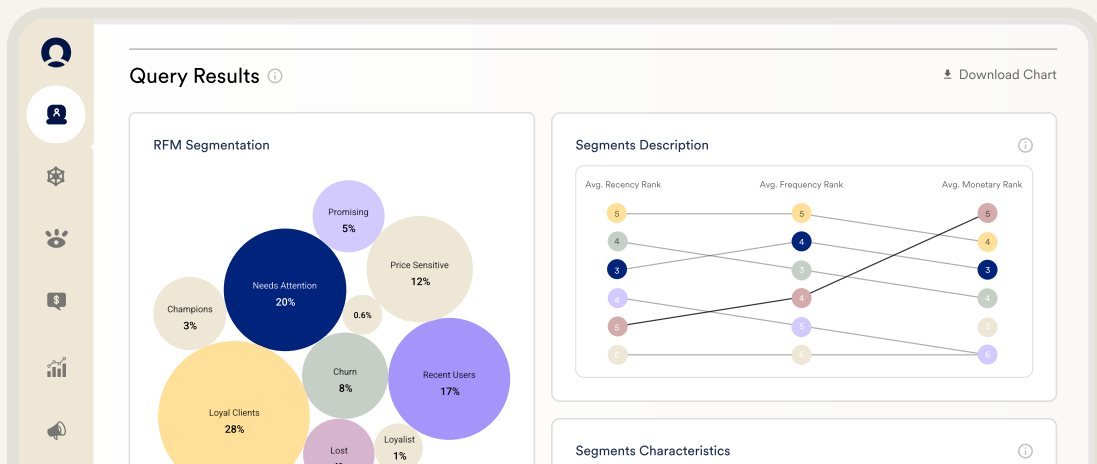 Query Results
Download Chart
RFM Segmentation
Promising
5%
Price Sensitive
12%
Needs Attention
20%
Champions
3%
0.6%
Churn
8%
Recent Users
17%
Loyal Clients
28%
Loyalist
1%
Lost
Segments Description
Avg. Recency Rank Avg. Frequency Rank Avg. Monetary Rank
5 5 5
4 4 4
3 3 3
4 4 4
5 5 5
6 6 6
$
Segments Characteristics